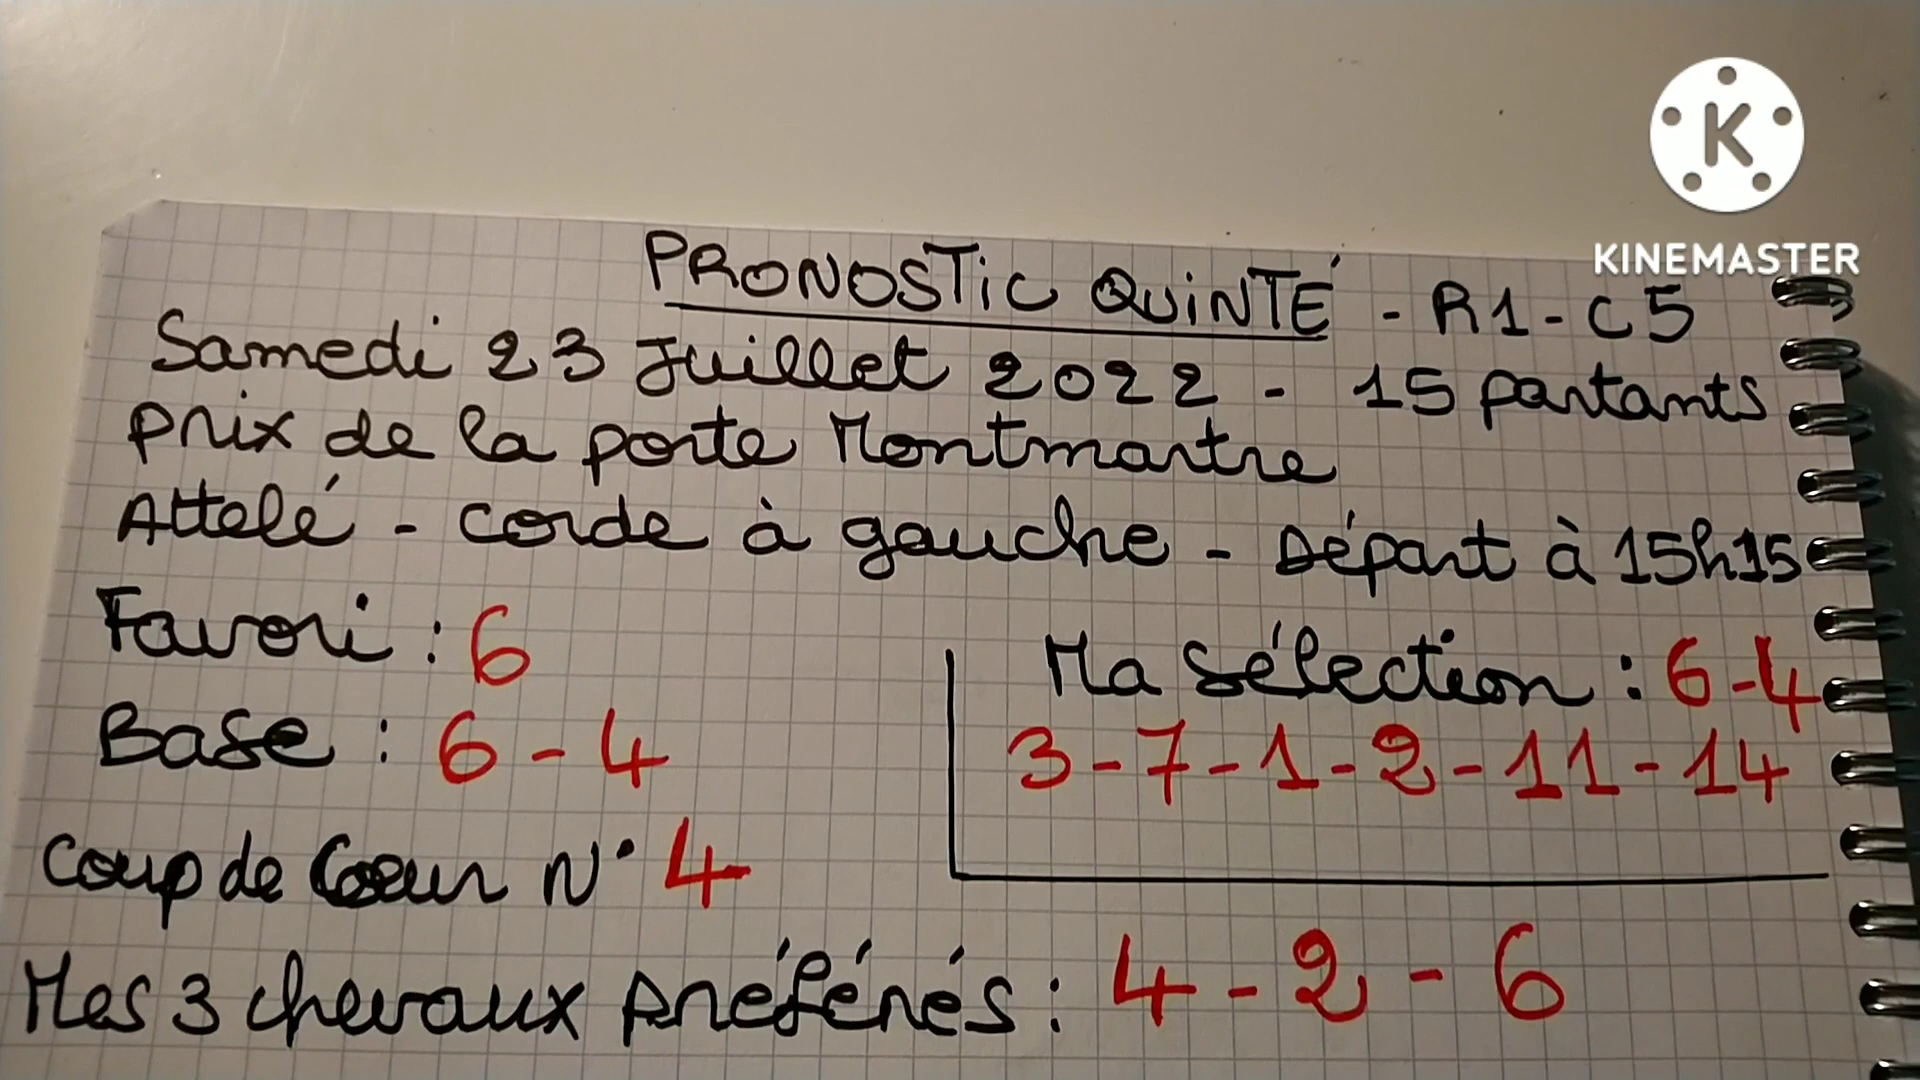 KINEMASTER
PRONOSTIC QUINTÉ - R1 - C5
Samedi 23 Juillet 2022 - 15 partants
Prix de la porte Montmartre
Attelé - corde à gauche - Départ à 15h15
Favori : 6
Base : 6 - 4
Coup de Coeur N° 4
Ma sélection : 6 - 4
3 - 7 - 1 - 2 - 11 - 14
Mes 3 chevaux préférés : 4 - 2 - 6